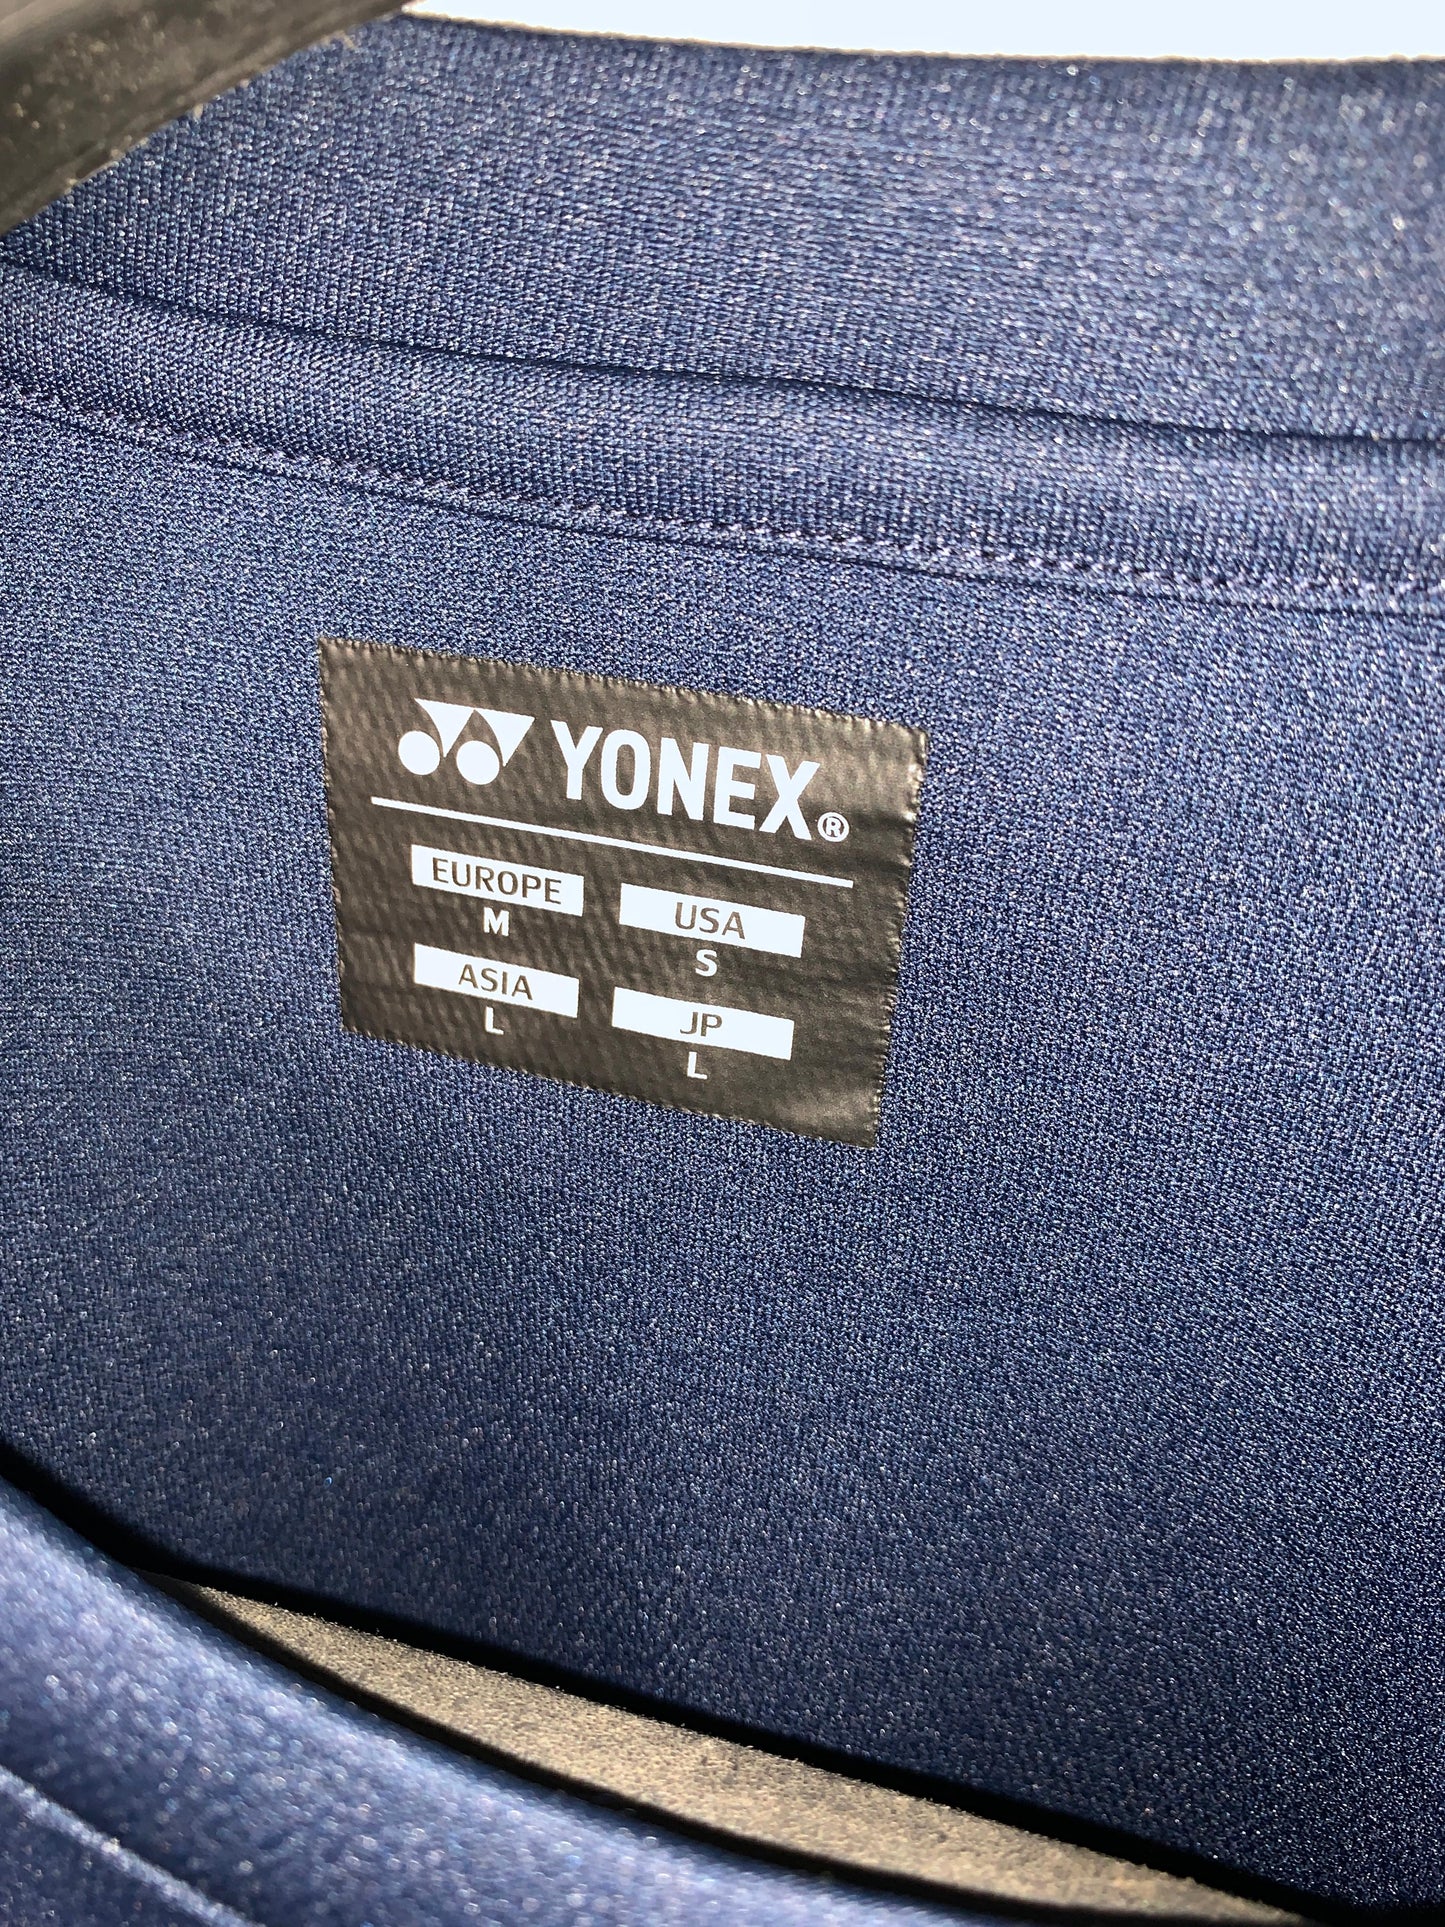 YONEX®
EUROPE USA
M S
ASIA JP
L L